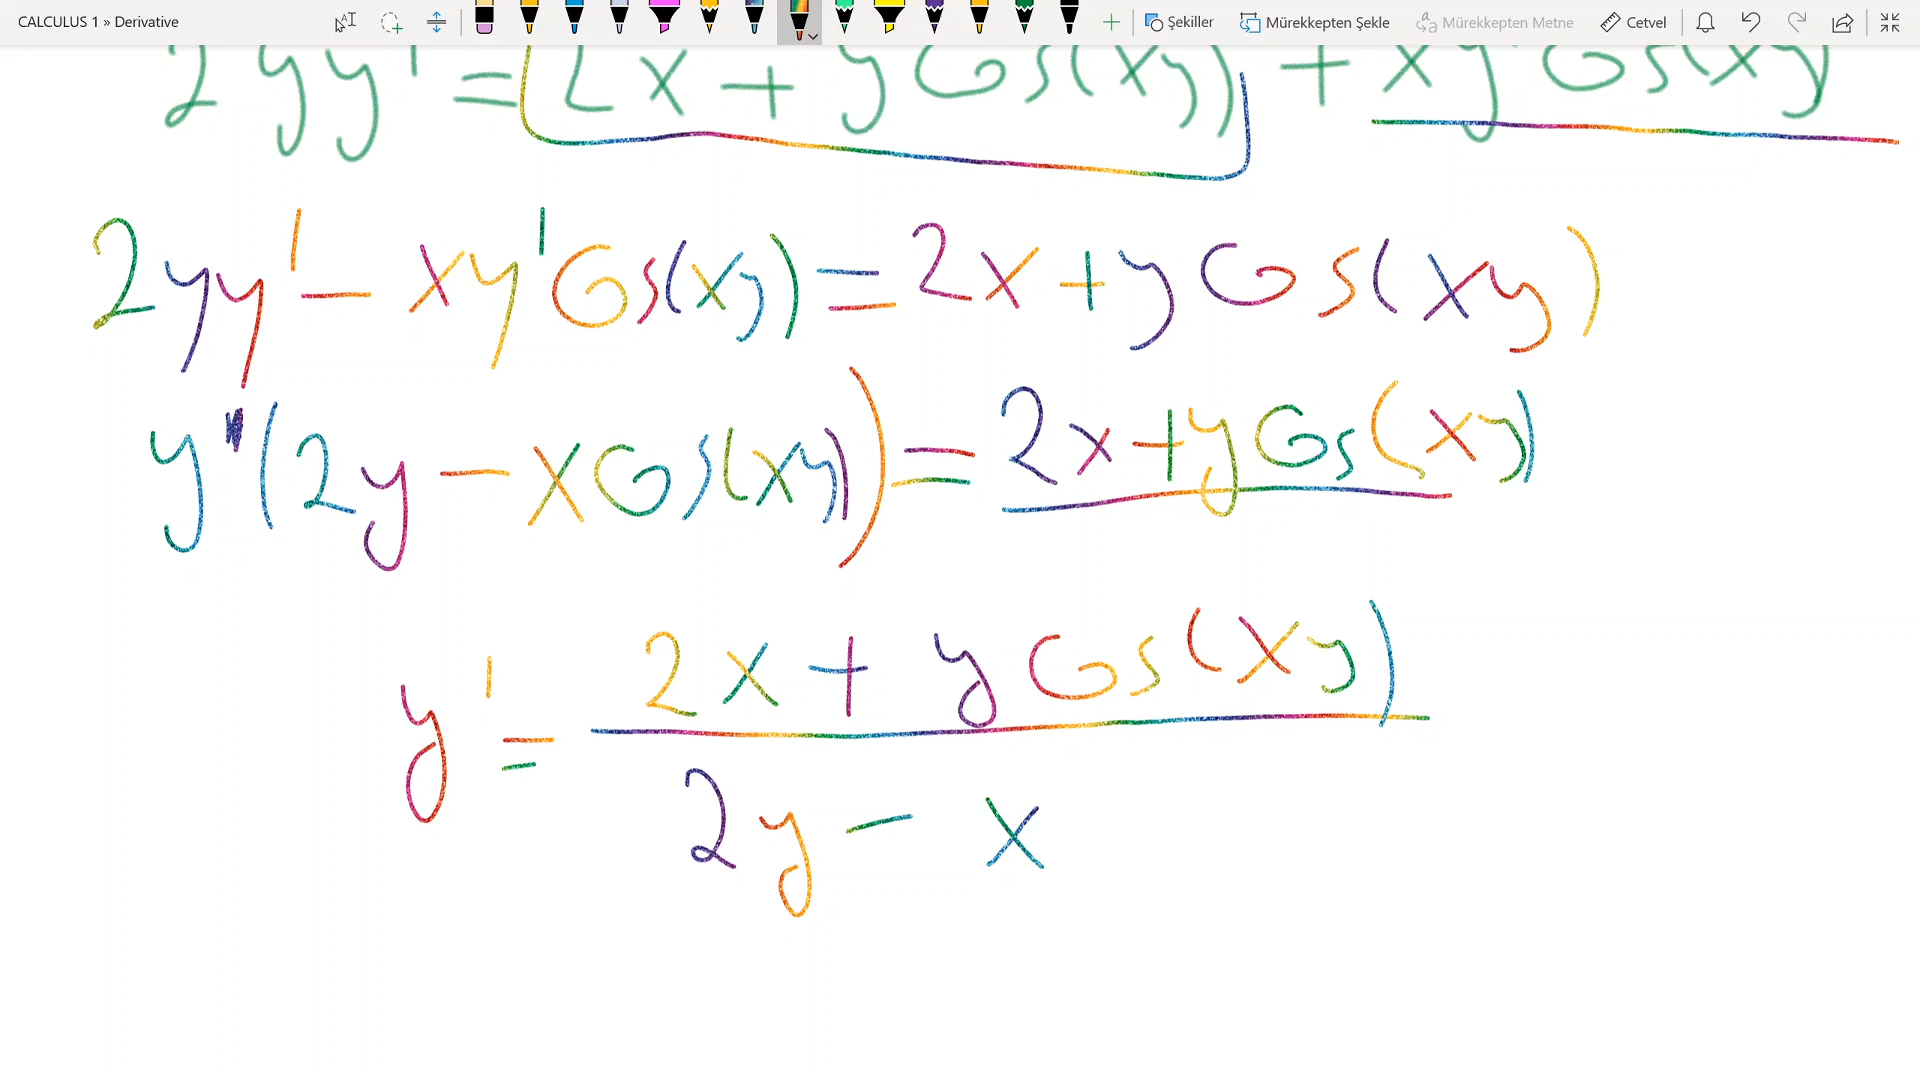 CALCULUS 1 » Derivative Şekiller Mürekkepten Şekle Mürekkepten Metne Cetvel
2yy' = 2x + y Cos(xy) + xy' Cos(xy
2yy' - xy' Cos(xy) = 2x + y Cos(xy)
y'(2y - x Cos(xy)) = 2x + y Cos(xy)
y' = 2x + y Cos(xy)
2y - x